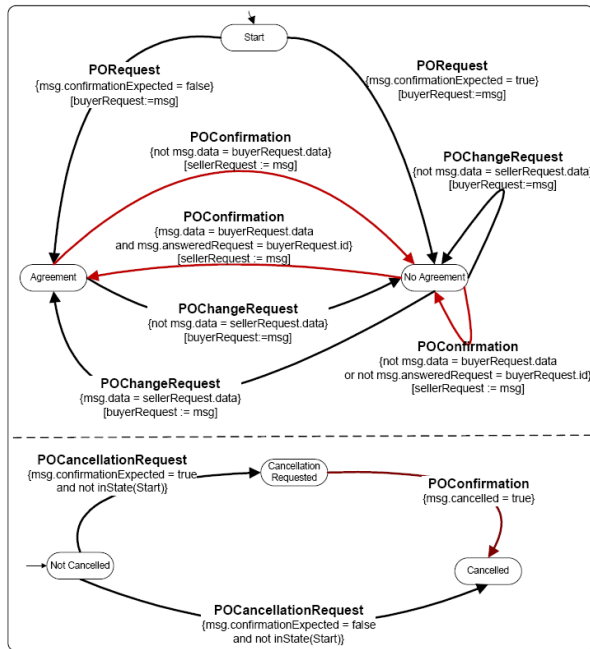 Start
PORequest
{msg.confirmationExpected = false}
[buyerRequest:=msg]
PORequest
{msg.confirmationExpected = true}
[buyerRequest:=msg]
POConfirmation
{not msg.data = buyerRequest.data}
[sellerRequest := msg]
POChangeRequest
{not msg.data = sellerRequest.data}
[buyerRequest:=msg]
POConfirmation
{msg.data = buyerRequest.data
and msg.answeredRequest = buyerRequest.id}
[sellerRequest := msg]
Agreement
No Agreement
POChangeRequest
{not msg.data = sellerRequest.data}
[buyerRequest:=msg]
POConfirmation
{not msg.data = buyerRequest.data
or not msg.answeredRequest = buyerRequest.id}
[sellerRequest := msg]
POChangeRequest
{msg.data = sellerRequest.data}
[buyerRequest := msg]
POCancellationRequest
{msg.confirmationExpected = true
and not inState(Start)}
Cancellation
Requested
POConfirmation
{msg.cancelled = true}
Not Cancelled
Cancelled
POCancellationRequest
{msg.confirmationExpected = false
and not inState(Start)}